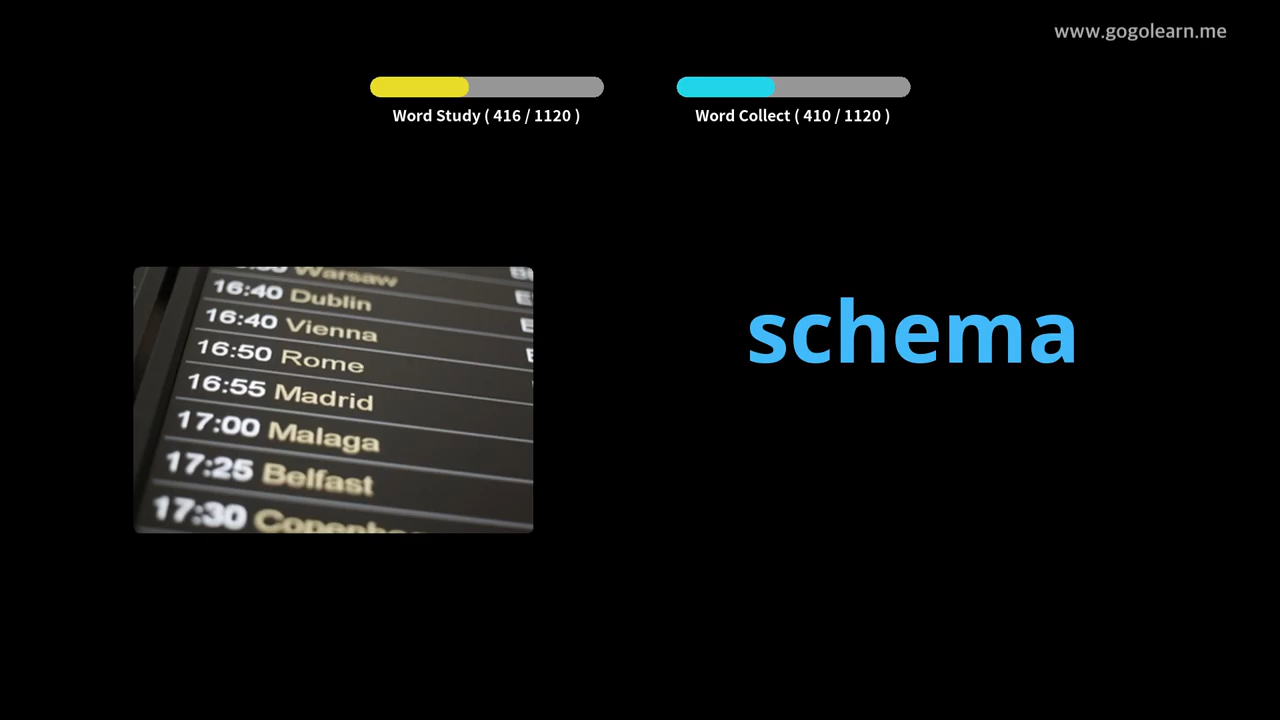 www.gogolearn.me
Word Study ( 416 / 1120 )
Word Collect ( 410 / 1120 )
Warsaw
16:40 Dublin
16:40 Vienna
16:50 Rome
16:55 Madrid
17:00 Malaga
17:25 Belfast
17:30
schema